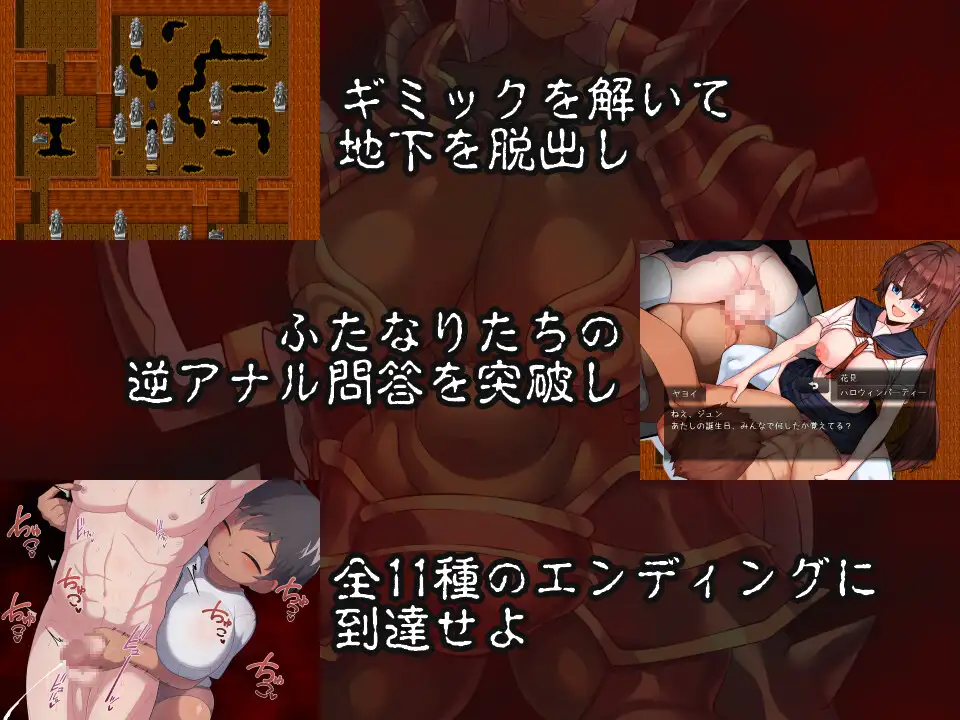 ギミックを解いて
地下を脱出し
ふたなりたちの
逆アナル問答を突破し
花見
ハロウィンパーティー
ヤヨイ
ねえ、ジュン
あたしの誕生日、みんなで何したか覚えてる？
全11種のエンディングに
到達せよ